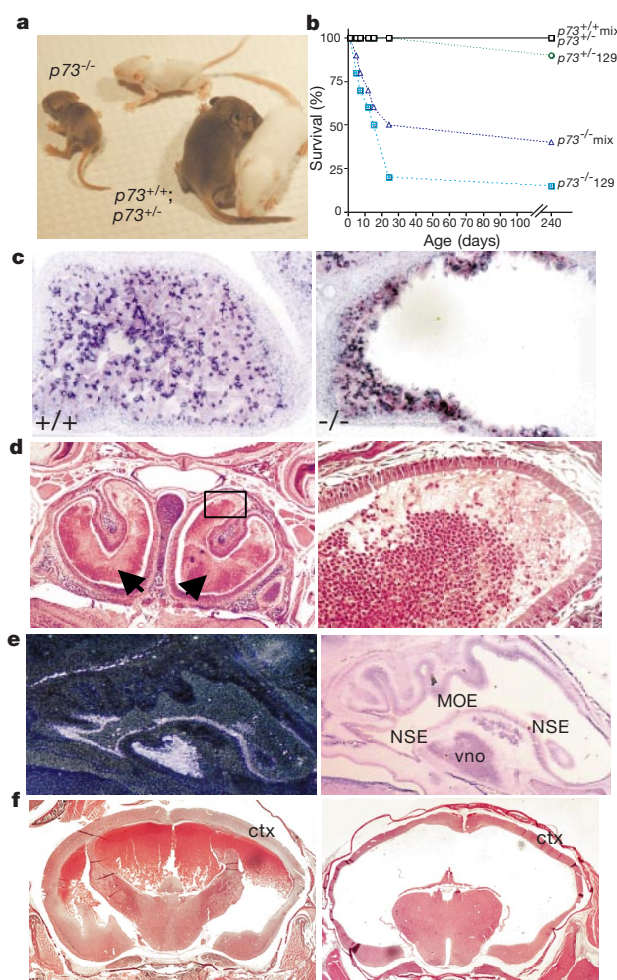 a
p73-/-
p73+/+;
p73+/-
b
Survival (%)
100
75
50
25
0
0 10 20 30 40 50 60 70 80 90 100 240
Age (days)
p73+/+mix
p73+/-
p73+/-129
p73-/-mix
p73-/-129
c
+/+
-/-
d
e
MOE
NSE
NSE
vno
f
ctx
ctx